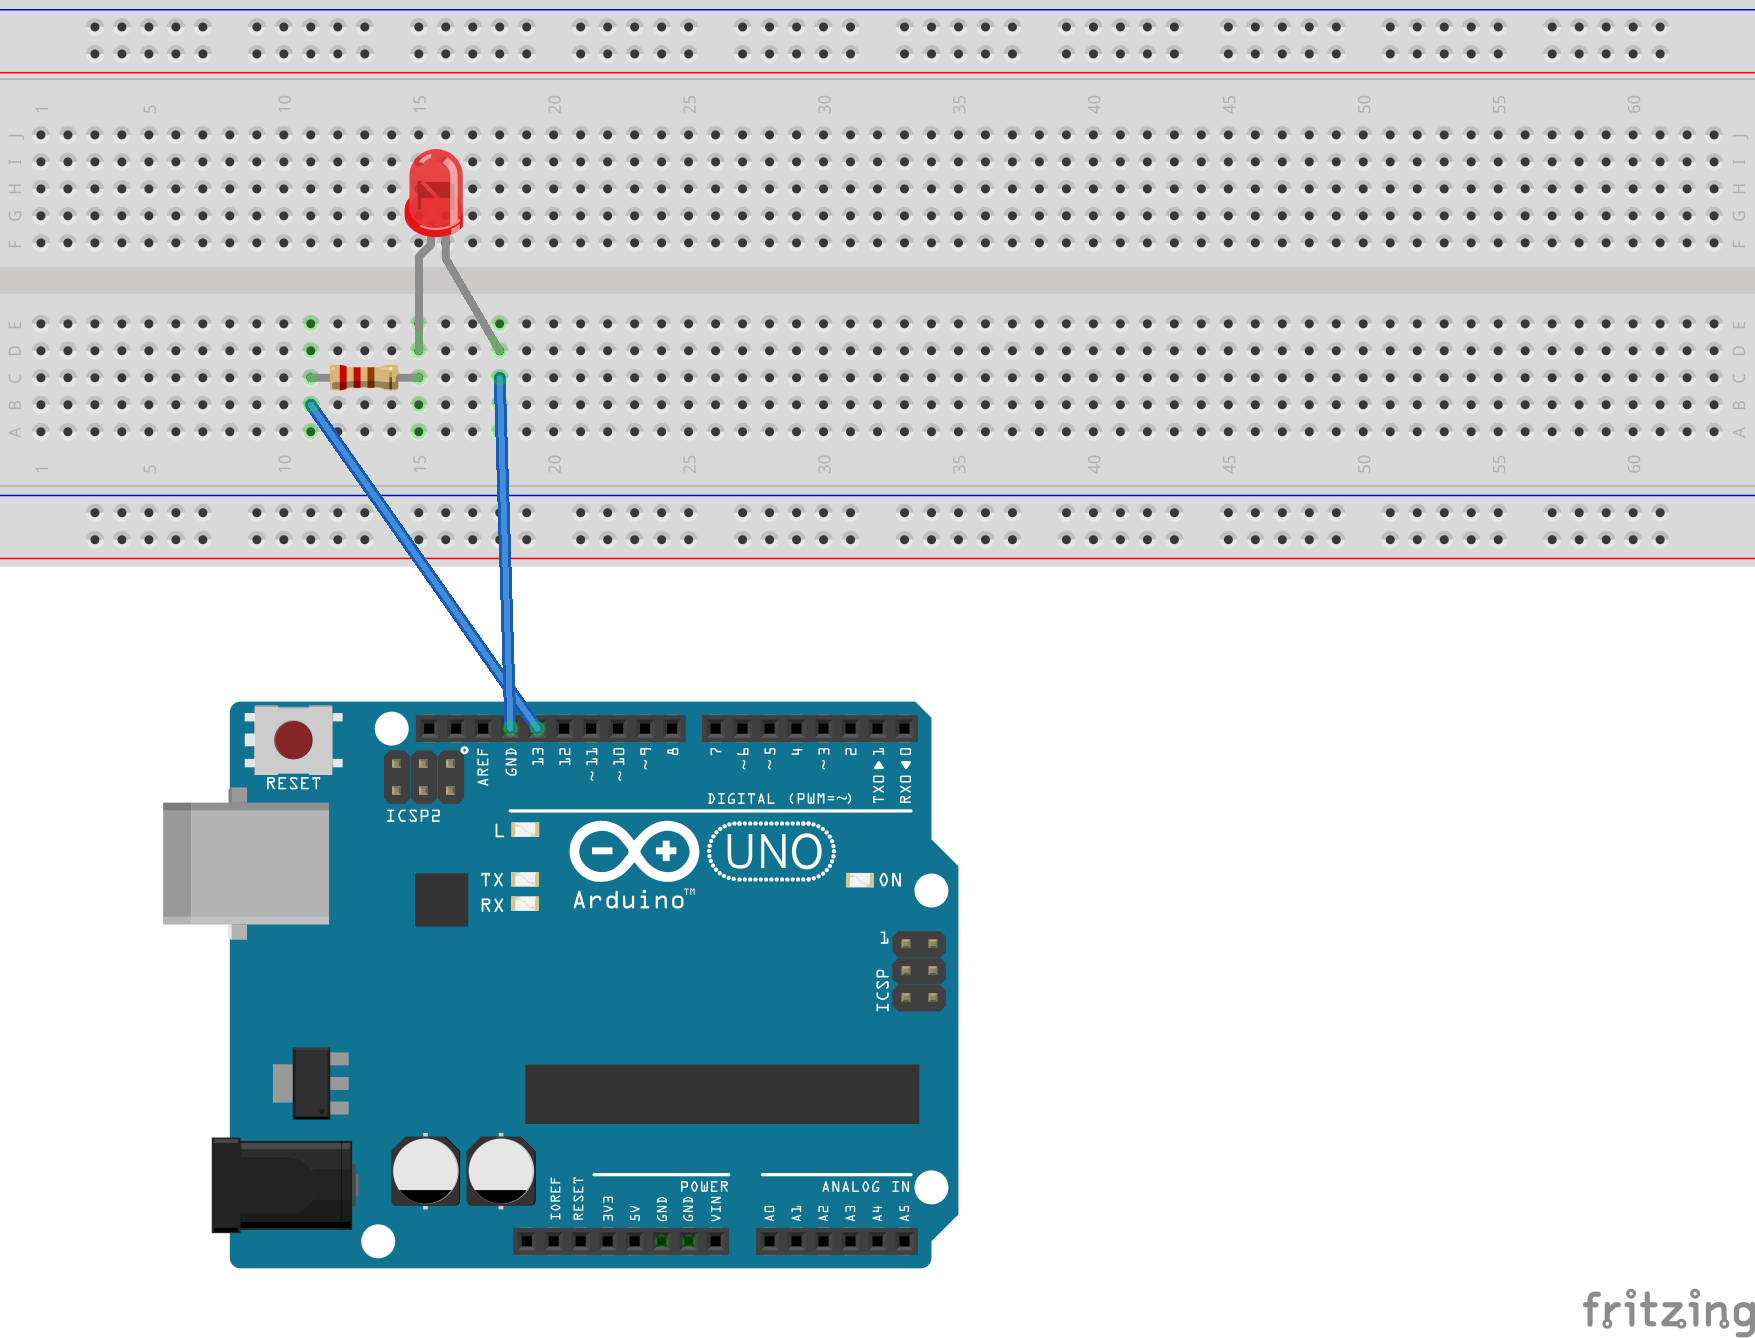 1 5 10 15 20 25 30 35 40 45 50 55 60
J J
I I
H H
G G
F F
E E
D D
C C
B B
A A
1 5 10 15 20 25 30 35 40 45 50 55 60
RESET
ICSP2
AREF
GND
13
12
~11
~10
~9
8
7
~6
~5
4
~3
2
TX0▶1
RX0◀0
DIGITAL (PWM=~)
L
TX
RX
Arduino™
UNO
ON
1
ICSP
POWER
ANALOG IN
IOREF
RESET
3V3
5V
GND
GND
VIN
A0
A1
A2
A3
A4
A5
fritzing